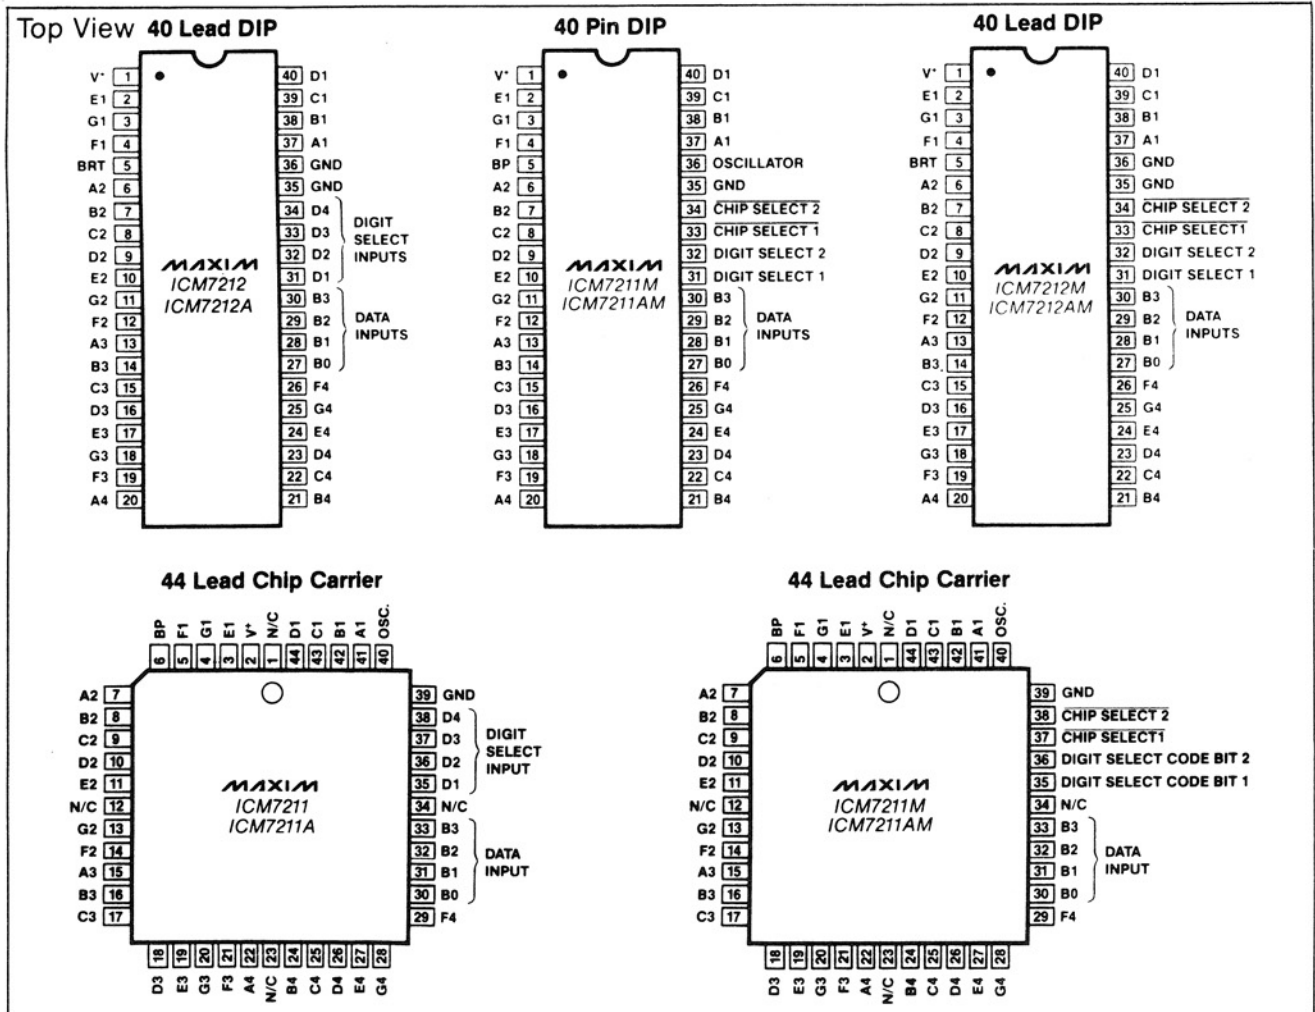 Top View 40 Lead DIP
V+ 1
E1 2
G1 3
F1 4
BRT 5
A2 6
B2 7
C2 8
D2 9
E2 10
G2 11
F2 12
A3 13
B3 14
C3 15
D3 16
E3 17
G3 18
F3 19
A4 20
MAXIM
ICM7212
ICM7212A
40 D1
39 C1
38 B1
37 A1
36 GND
35 GND
34 D4
33 D3
32 D2
31 D1
DIGIT
SELECT
INPUTS
30 B3
29 B2
28 B1
27 B0
DATA
INPUTS
26 F4
25 G4
24 E4
23 D4
22 C4
21 B4
40 Pin DIP
V+ 1
E1 2
G1 3
F1 4
BP 5
A2 6
B2 7
C2 8
D2 9
E2 10
G2 11
F2 12
A3 13
B3 14
C3 15
D3 16
E3 17
G3 18
F3 19
A4 20
MAXIM
ICM7211M
ICM7211AM
40 D1
39 C1
38 B1
37 A1
36 OSCILLATOR
35 GND
34 CHIP SELECT 2
33 CHIP SELECT 1
32 DIGIT SELECT 2
31 DIGIT SELECT 1
30 B3
29 B2
28 B1
27 B0
DATA
INPUTS
26 F4
25 G4
24 E4
23 D4
22 C4
21 B4
40 Lead DIP
V+ 1
E1 2
G1 3
F1 4
BRT 5
A2 6
B2 7
C2 8
D2 9
E2 10
G2 11
F2 12
A3 13
B3 14
C3 15
D3 16
E3 17
G3 18
F3 19
A4 20
MAXIM
ICM7212M
ICM7212AM
40 D1
39 C1
38 B1
37 A1
36 GND
35 GND
34 CHIP SELECT 2
33 CHIP SELECT1
32 DIGIT SELECT 2
31 DIGIT SELECT 1
30 B3
29 B2
28 B1
27 B0
DATA
INPUTS
26 F4
25 G4
24 E4
23 D4
22 C4
21 B4
44 Lead Chip Carrier
BP F1 G1 E1 V+ N/C D1 C1 B1 A1 OSC.
6 5 4 3 2 1 44 43 42 41 40
A2 7
B2 8
C2 9
D2 10
E2 11
N/C 12
G2 13
F2 14
A3 15
B3 16
C3 17
MAXIM
ICM7211
ICM7211A
39 GND
38 D4
37 D3
36 D2
35 D1
DIGIT
SELECT
INPUT
34 N/C
33 B3
32 B2
31 B1
30 B0
DATA
INPUT
29 F4
18 19 20 21 22 23 24 25 26 27 28
D3 E3 G3 F3 A4 N/C B4 C4 D4 E4 G4
44 Lead Chip Carrier
BP F1 G1 E1 V+ N/C D1 C1 B1 A1 OSC.
6 5 4 3 2 1 44 43 42 41 40
A2 7
B2 8
C2 9
D2 10
E2 11
N/C 12
G2 13
F2 14
A3 15
B3 16
C3 17
MAXIM
ICM7211M
ICM7211AM
39 GND
38 CHIP SELECT 2
37 CHIP SELECT1
36 DIGIT SELECT CODE BIT 2
35 DIGIT SELECT CODE BIT 1
34 N/C
33 B3
32 B2
31 B1
30 B0
DATA
INPUT
29 F4
18 19 20 21 22 23 24 25 26 27 28
D3 E3 G3 F3 A4 N/C B4 C4 D4 E4 G4